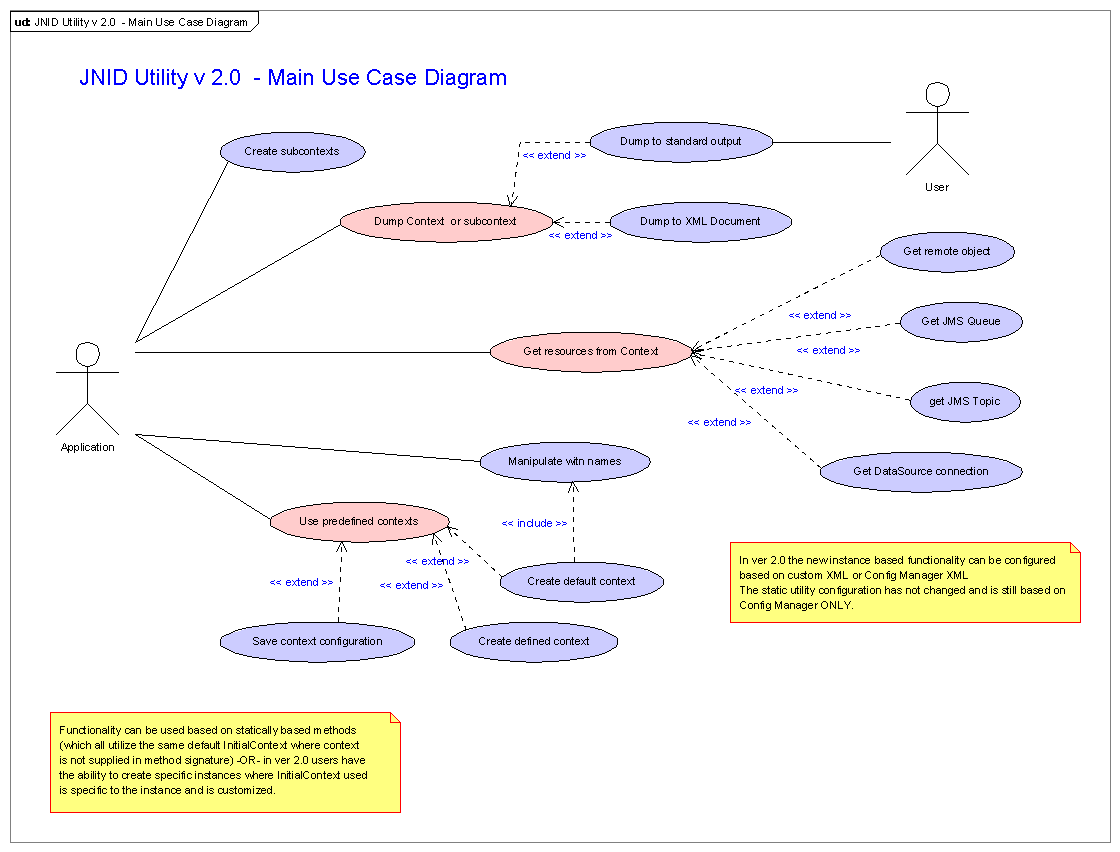 ud: JNID Utility v 2.0 - Main Use Case Diagram
JNID Utility v 2.0 - Main Use Case Diagram
Create subcontexts
Dump to standard output
<< extend >>
User
Dump Context or subcontext
Dump to XML Document
<< extend >>
Get remote object
<< extend >>
Get JMS Queue
Get resources from Context
<< extend >>
<< extend >>
get JMS Topic
<< extend >>
Application
Manipulate witn names
Get DataSource connection
Use predefined contexts
<< include >>
<< extend >>
<< extend >>
<< extend >>
Create default context
Save context configuration
Create defined context
In ver 2.0 the new instance based functionality can be configured
based on custom XML or Config Manager XML
The static utility configuration has not changed and is still based on
Config Manager ONLY.
Functionality can be used based on statically based methods
(which all utilize the same default InitialContext where context
is not supplied in method signature) -OR- in ver 2.0 users have
the ability to create specific instances where InitialContext used
is specific to the instance and is customized.